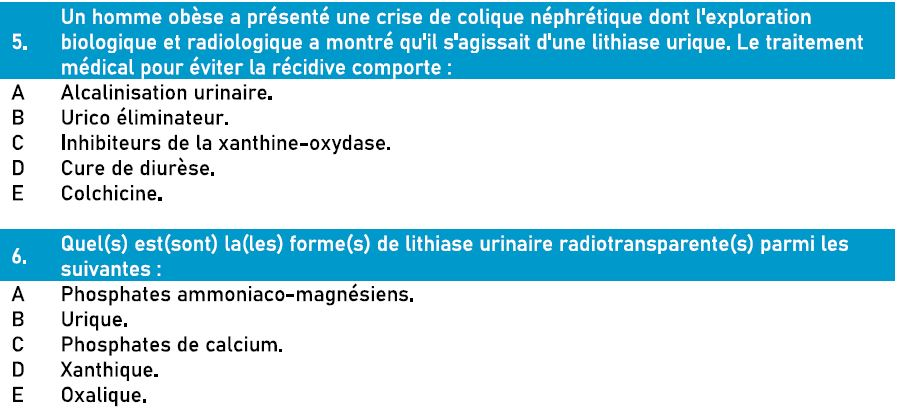 5. Un homme obèse a présenté une crise de colique néphrétique dont l'exploration
biologique et radiologique a montré qu'il s'agissait d'une lithiase urique. Le traitement
médical pour éviter la récidive comporte :
A Alcalinisation urinaire.
B Urico éliminateur.
C Inhibiteurs de la xanthine-oxydase.
D Cure de diurèse.
E Colchicine.
6. Quel(s) est(sont) la(les) forme(s) de lithiase urinaire radiotransparente(s) parmi les
suivantes :
A Phosphates ammoniaco-magnésiens.
B Urique.
C Phosphates de calcium.
D Xanthique.
E Oxalique.